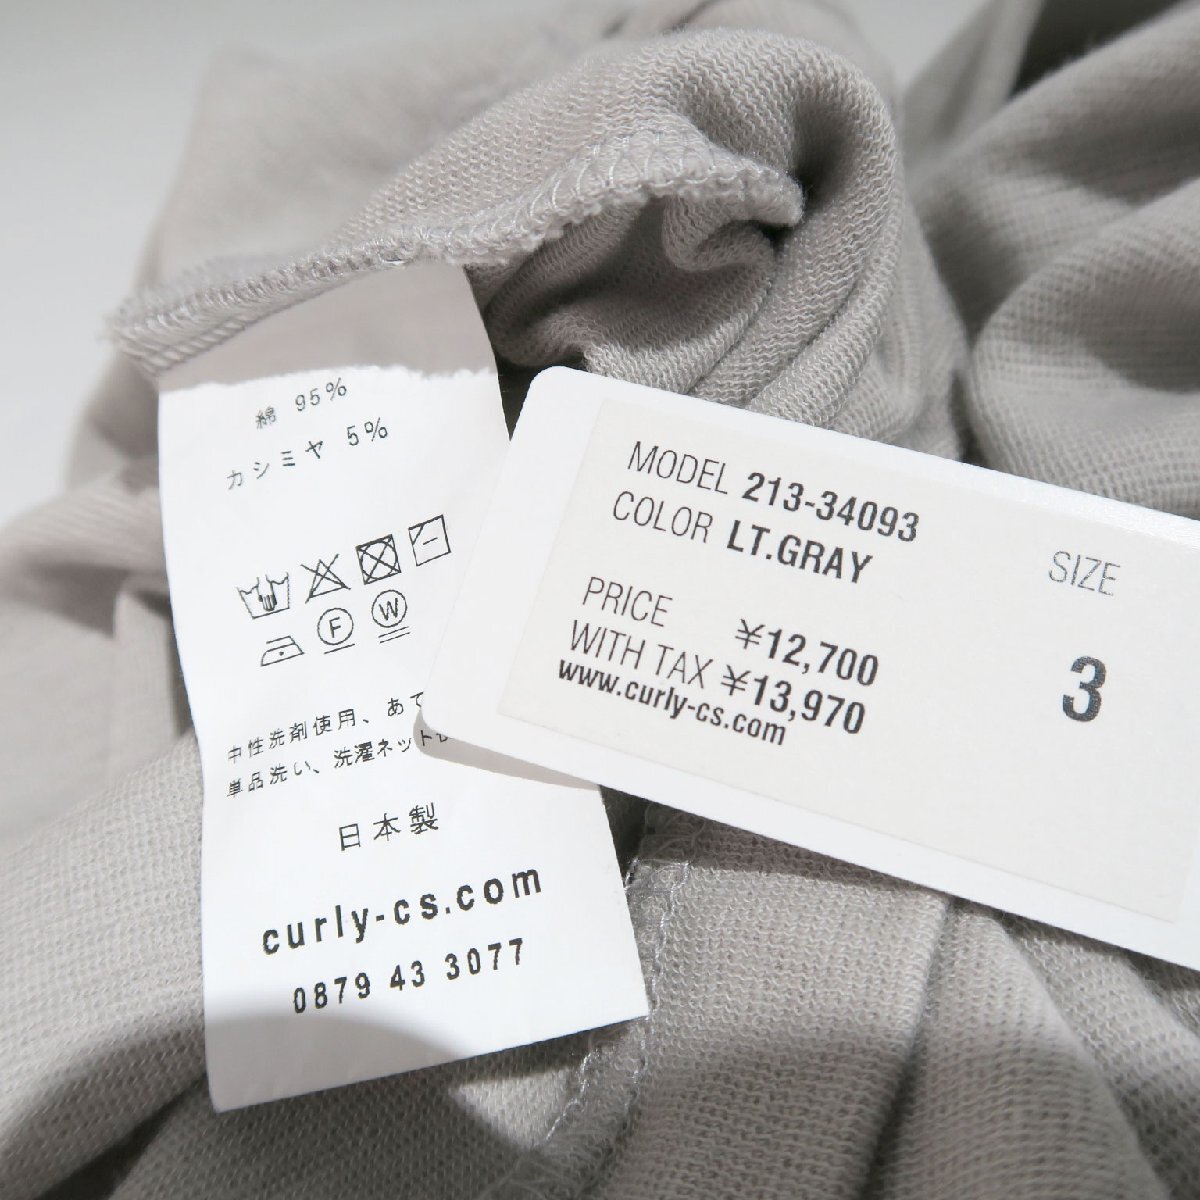 綿 95%
カシミヤ 5%
F
W
中性洗剤使用、あて
単品洗い、洗濯ネット
日本製
curly-cs.com
0879 43 3077
MODEL 213-34093
COLOR LT.GRAY
PRICE ¥12,700
WITH TAX ¥13,970
www.curly-cs.com
SIZE
3